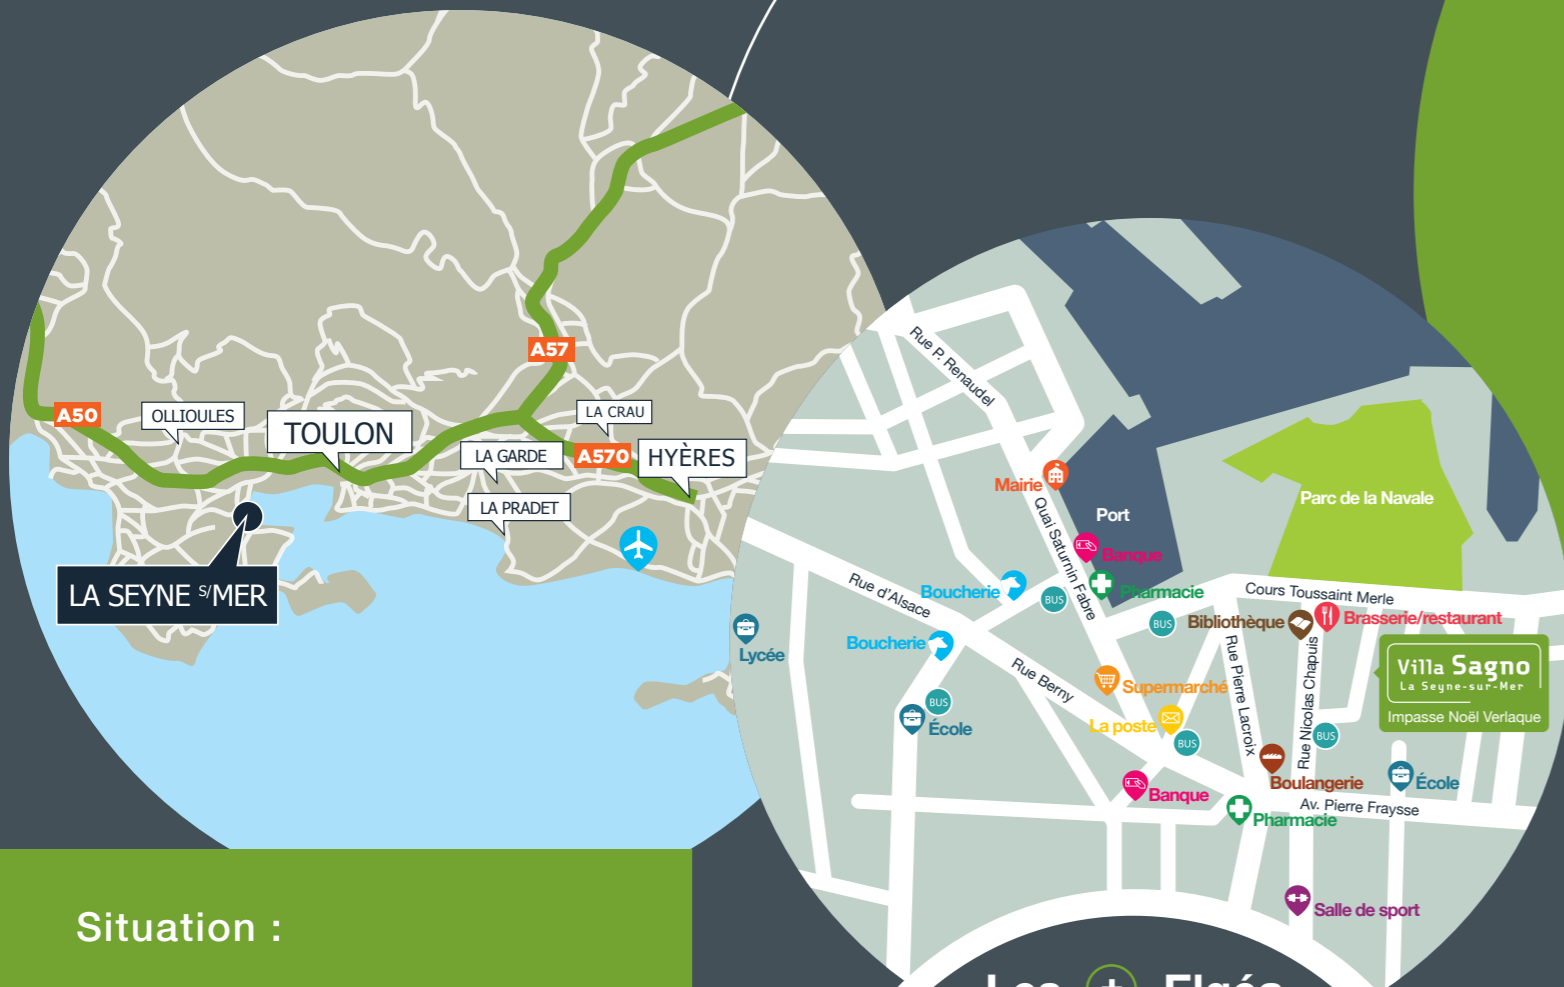 A57
A50
OLLIOULES
TOULON
LA CRAU
LA GARDE
A570
HYÈRES
LA PRADET
LA SEYNE S/MER
Rue P. Renaudel
Mairie
Quai Saturnin Fabre
Port
Parc de la Navale
Banque
Boucherie
Pharmacie
BUS
Rue d'Alsace
Cours Toussaint Merle
BUS
Bibliothèque
Brasserie/restaurant
Lycée
Boucherie
Rue Berny
Rue Pierre Lacroix
Rue Nicolas Chapuis
Villa Sagno
La Seyne-sur-Mer
Impasse Noël Verlaque
Supermarché
BUS
École
La poste
BUS
BUS
Boulangerie
École
Banque
Av. Pierre Fraysse
Pharmacie
Salle de sport
Situation :
Les + Elgés